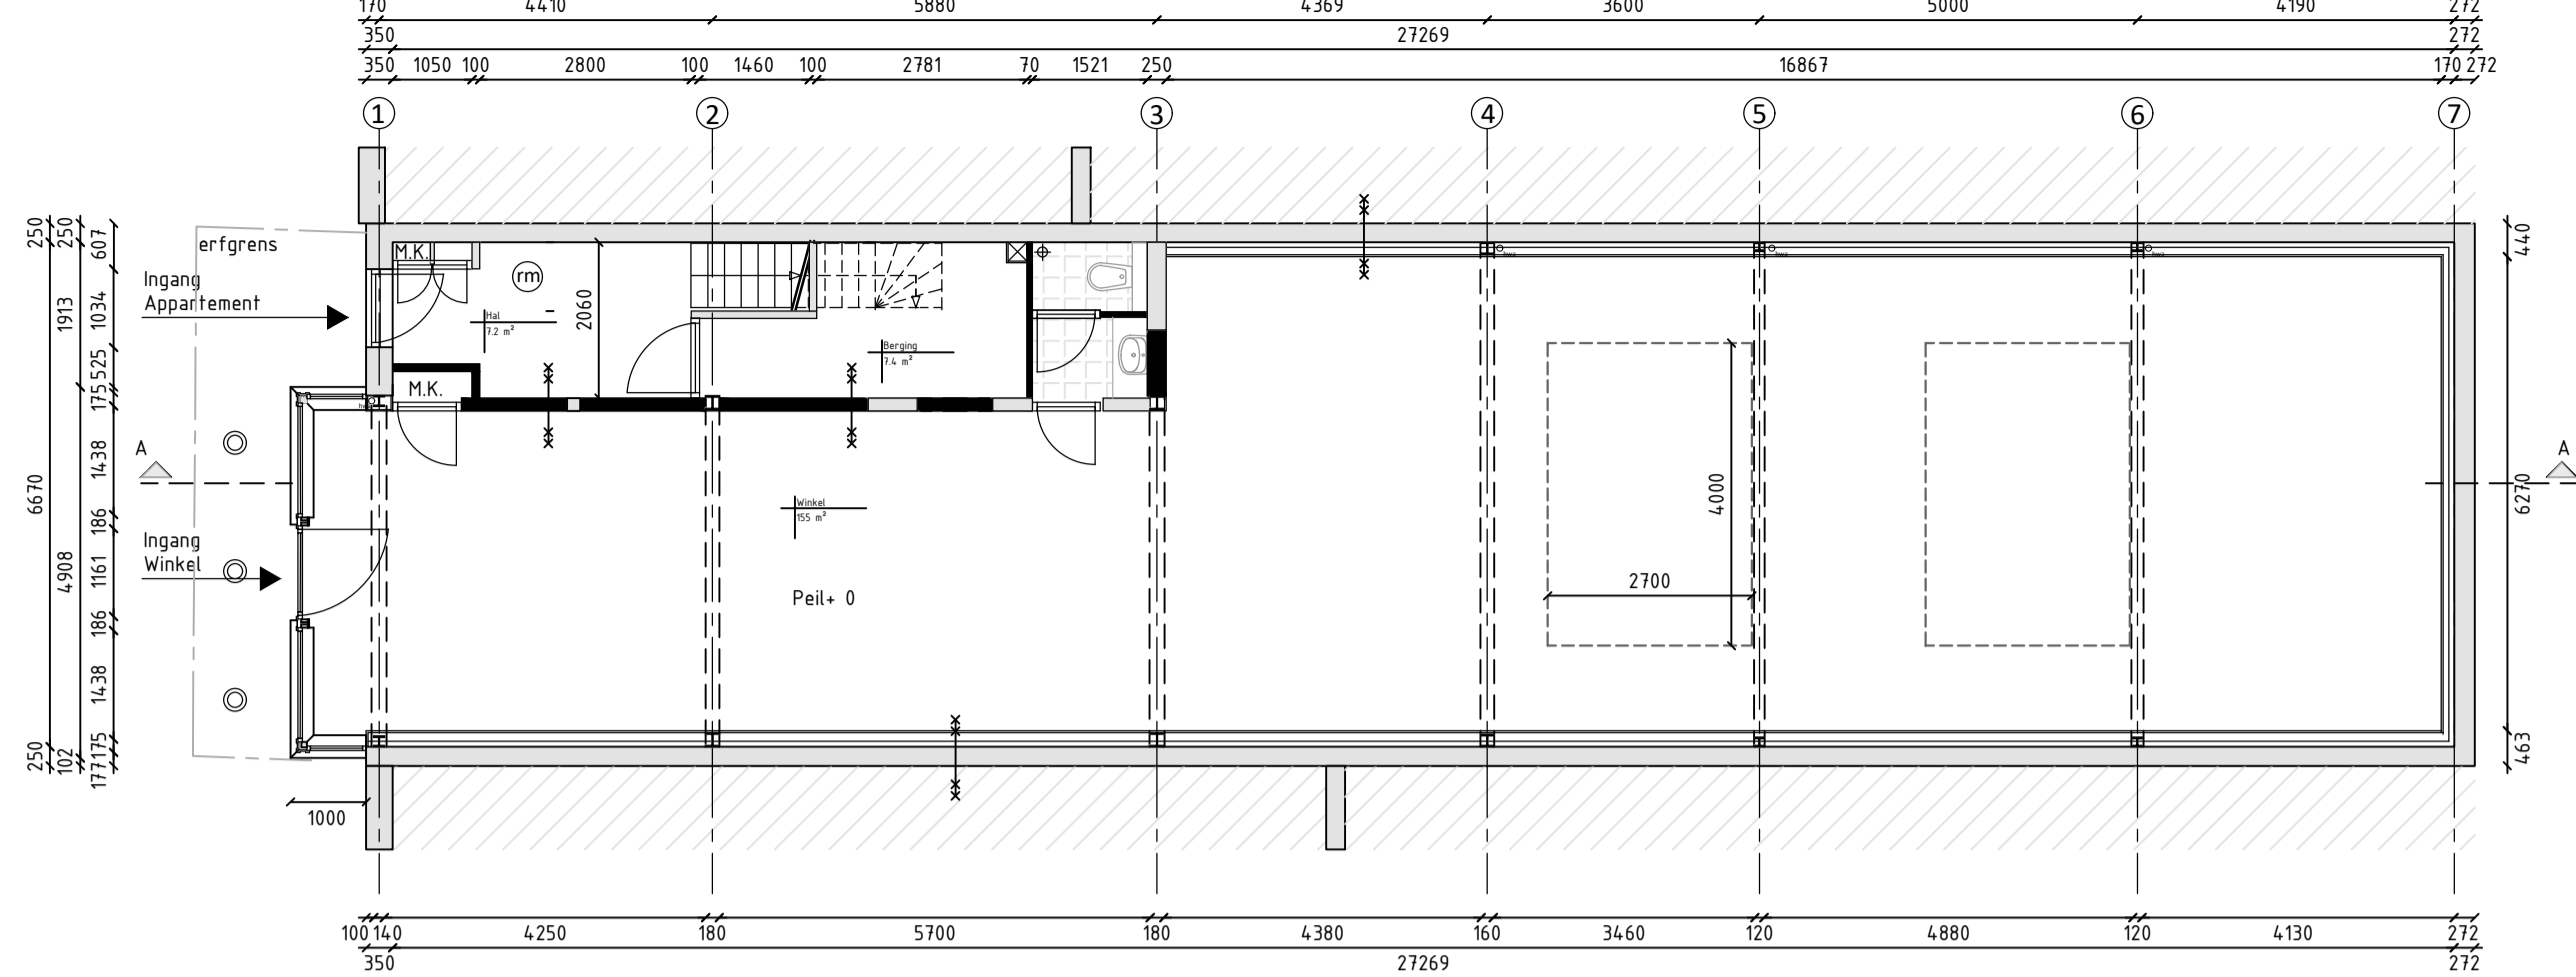 170 4410 5880 4369 3600 5000 4190 272
350 27269 272
350 1050 100 2800 100 1460 100 2781 70 1521 250 16867 170 272
1 2 3 4 5 6 7
erfgrens
Ingang
Appartement
M.K.
rm
Hal
7.2 m²
2060
Berging
7.4 m²
M.K.
hwa
hwa
hwa
250 6670 250
250 1913 4908 102
607 1034 525 175 1438 186 1161 186 1438 175 177
440 6270 463
A
A
Winkel
155 m²
4000
2700
Ingang
Winkel
Peil+ 0
1000
100 140 4250 180 5700 180 4380 160 3460 120 4880 120 4130 272
350 27269 272